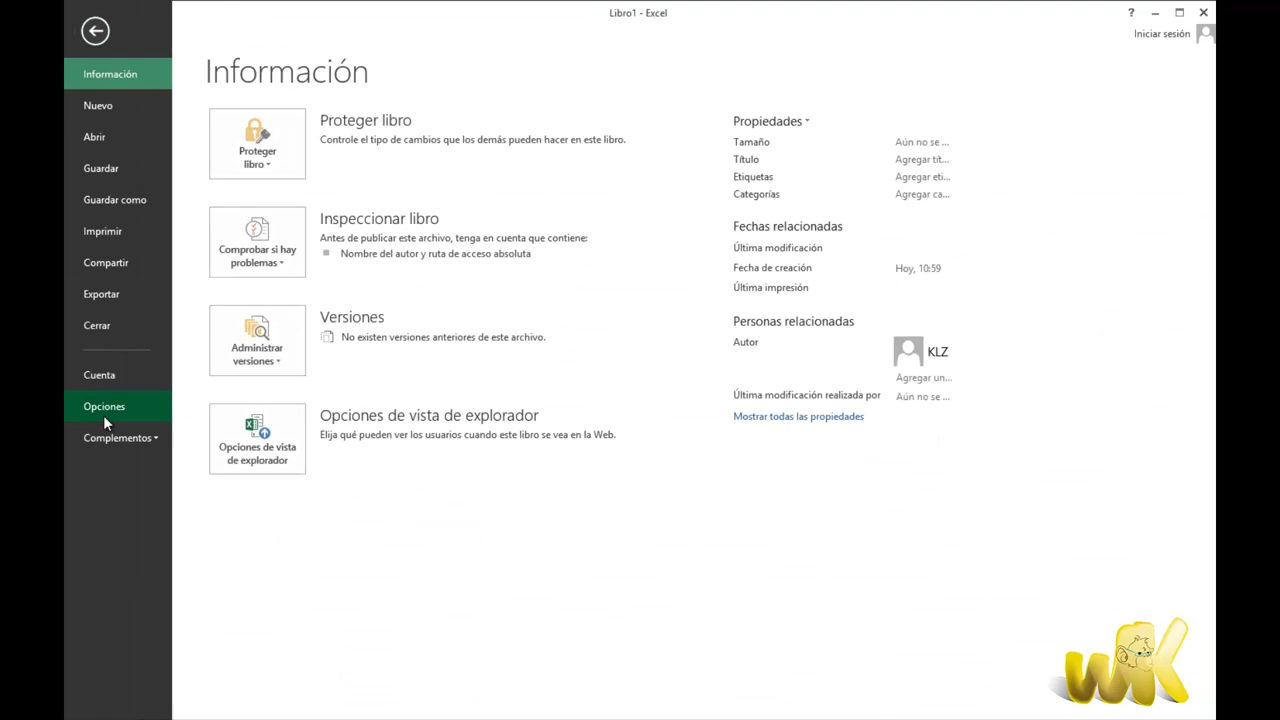 Libro1 - Excel
?
Iniciar sesión
Información
Nuevo
Abrir
Guardar
Guardar como
Imprimir
Compartir
Exportar
Cerrar
Cuenta
Opciones
Complementos
Información
Proteger
libro
Proteger libro
Controle el tipo de cambios que los demás pueden hacer en este libro.
Comprobar si hay
problemas
Inspeccionar libro
Antes de publicar este archivo, tenga en cuenta que contiene:
Nombre del autor y ruta de acceso absoluta
Administrar
versiones
Versiones
No existen versiones anteriores de este archivo.
Opciones de vista
de explorador
Opciones de vista de explorador
Elija qué pueden ver los usuarios cuando este libro se vea en la Web.
Propiedades
Tamaño Aún no se ...
Título Agregar tít...
Etiquetas Agregar eti...
Categorías Agregar ca...
Fechas relacionadas
Última modificación
Fecha de creación Hoy, 10:59
Última impresión
Personas relacionadas
Autor KLZ
Agregar un...
Última modificación realizada por Aún no se ...
Mostrar todas las propiedades
wK